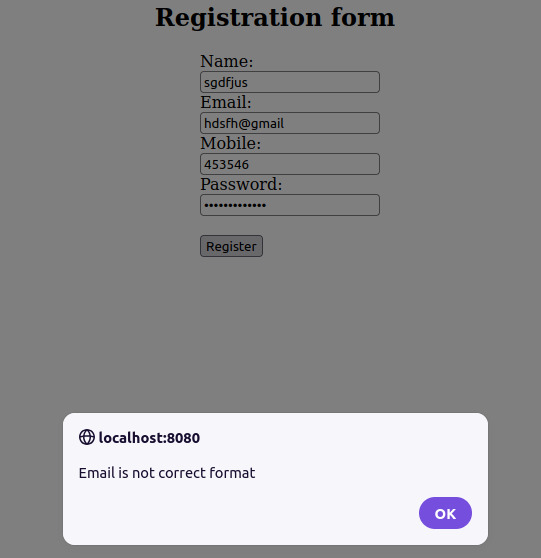 Registration form
Name:
sgdfjus
Email:
hdsfh@gmail
Mobile:
453546
Password:
•••••••••••••
Register
localhost:8080
Email is not correct format
OK